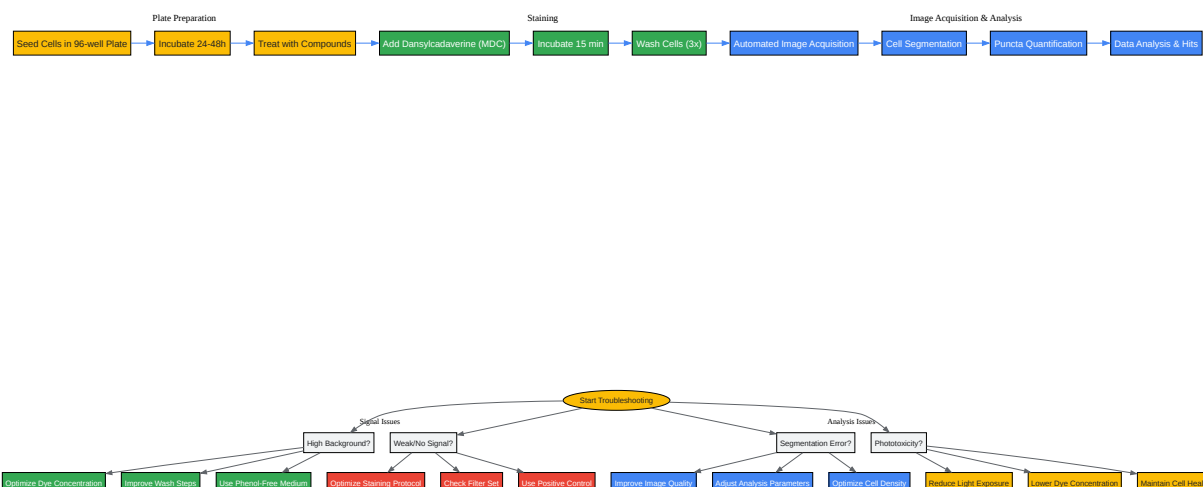 Plate Preparation
Staining
Image Acquisition & Analysis
Seed Cells in 96-well Plate
Incubate 24-48h
Treat with Compounds
Add Dansylcadaverine (MDC)
Incubate 15 min
Wash Cells (3x)
Automated Image Acquisition
Cell Segmentation
Puncta Quantification
Data Analysis & Hits
Start Troubleshooting
Signal Issues
Analysis Issues
High Background?
Weak/No Signal?
Segmentation Error?
Phototoxicity?
Optimize Dye Concentration
Improve Wash Steps
Use Phenol-Free Medium
Optimize Staining Protocol
Check Filter Set
Use Positive Control
Improve Image Quality
Adjust Analysis Parameters
Optimize Cell Density
Reduce Light Exposure
Lower Dye Concentration
Maintain Cell